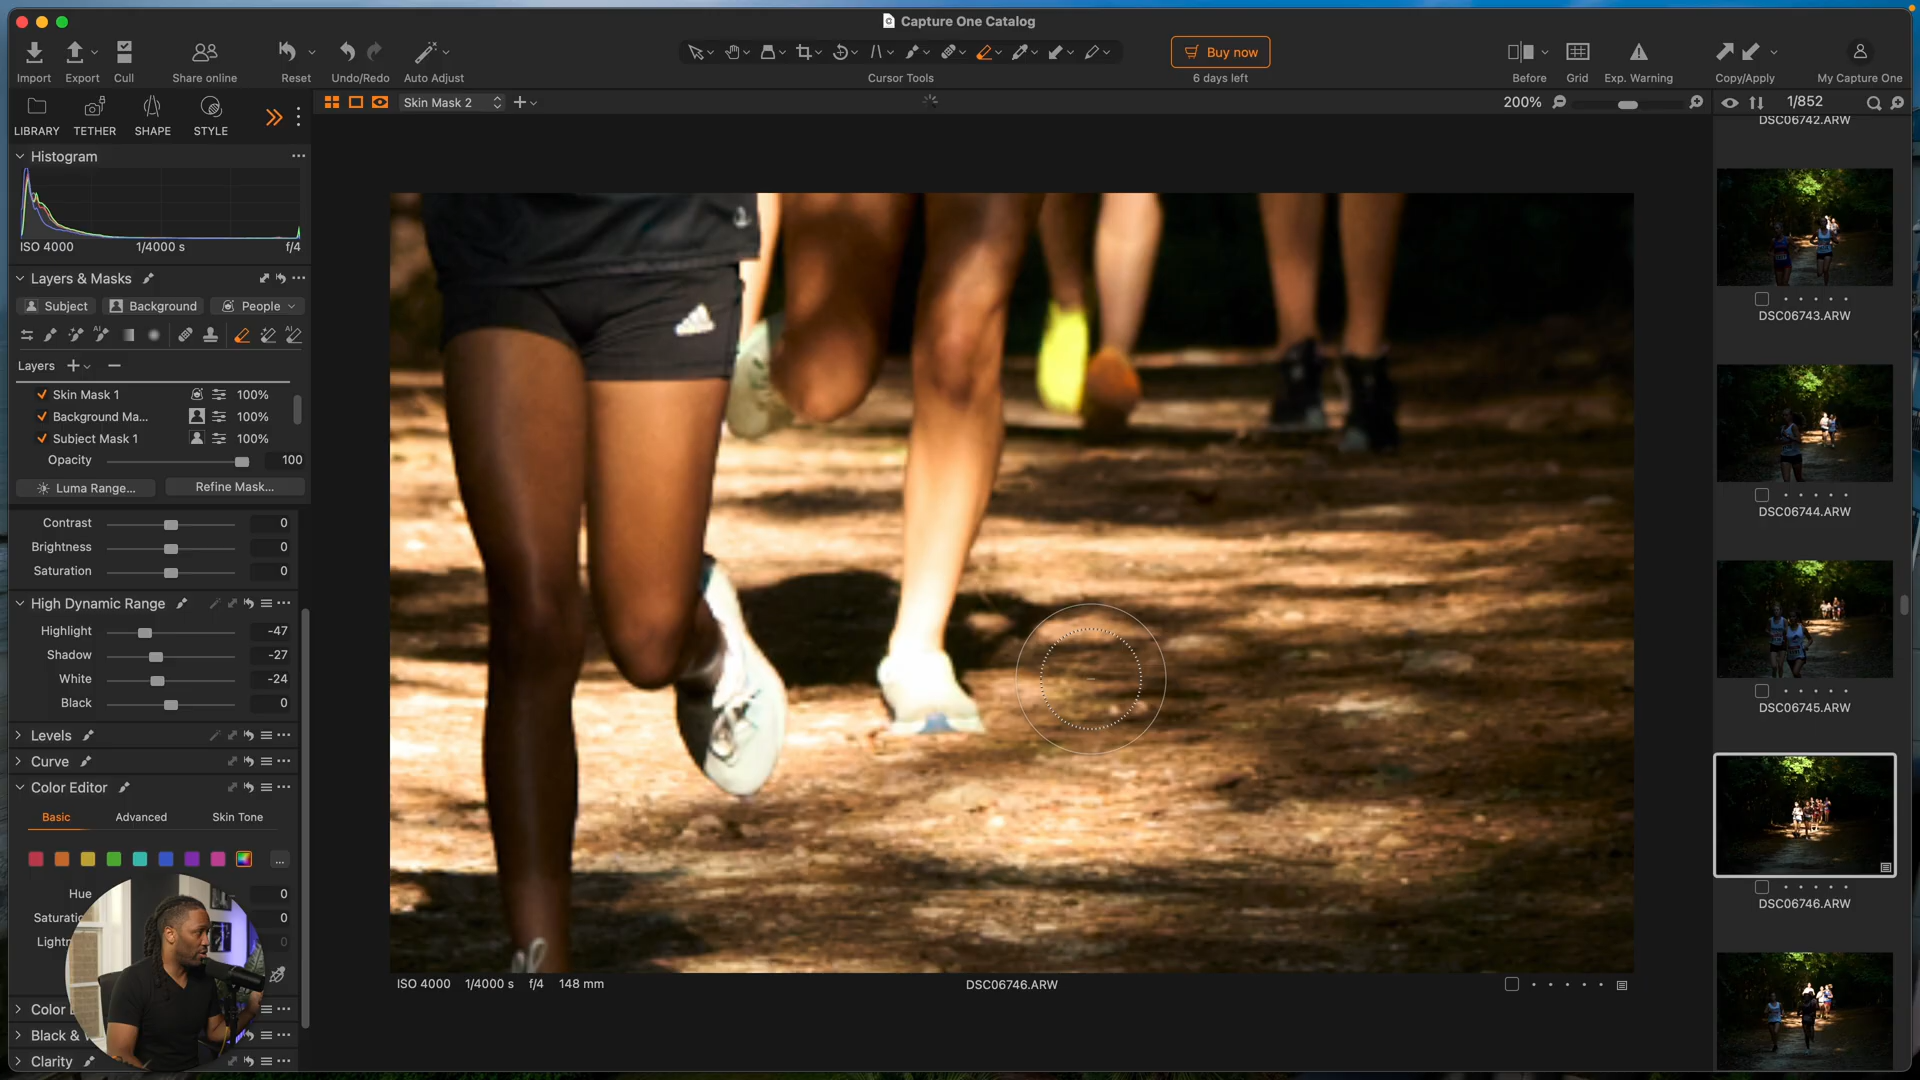 Capture One Catalog
Import
Export
Cull
Share online
Reset
Undo/Redo
Auto Adjust
Cursor Tools
Buy now
6 days left
Before
Grid
Exp. Warning
Copy/Apply
My Capture One
LIBRARY
TETHER
SHAPE
STYLE
Skin Mask 2
200%
1/852
Histogram
ISO 4000
1/4000 s
f/4
Layers & Masks
Subject
Background
People
AI
AI
Layers
Skin Mask 1
100%
Background Ma...
100%
Subject Mask 1
100%
Opacity
100
Luma Range...
Refine Mask...
Contrast
0
Brightness
0
Saturation
0
High Dynamic Range
Highlight
-47
Shadow
-27
White
-24
Black
0
Levels
Curve
Color Editor
Basic
Advanced
Skin Tone
...
Hue
0
Saturatio
0
Lightn
0
Color
Black &
Clarity
ISO 4000 1/4000 s f/4 148 mm
DSC06746.ARW
DSC06742.ARW
DSC06743.ARW
DSC06744.ARW
DSC06745.ARW
DSC06746.ARW